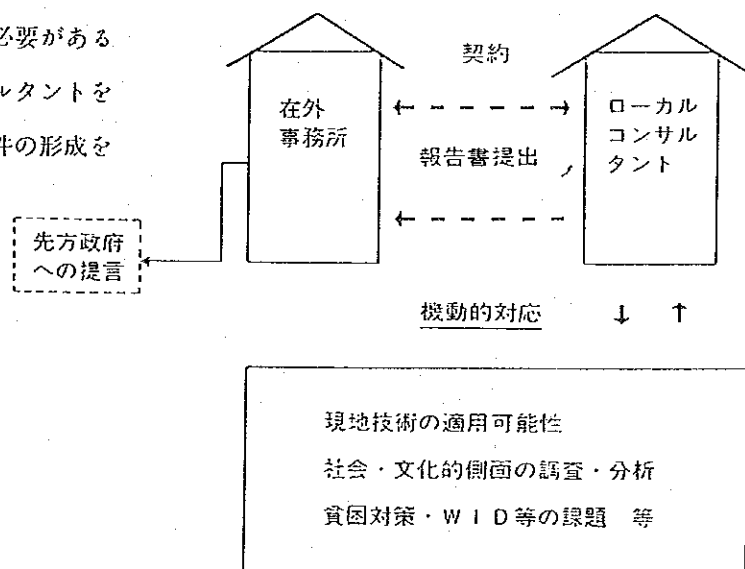 必要がある
ルタントを
件の形成を
契約
在外
事務所
ローカル
コンサル
タント
報告書提出
先方政府
への提言
機動的対応
現地技術の適用可能性
社会・文化的側面の調査・分析
貧困対策・WID等の課題 等